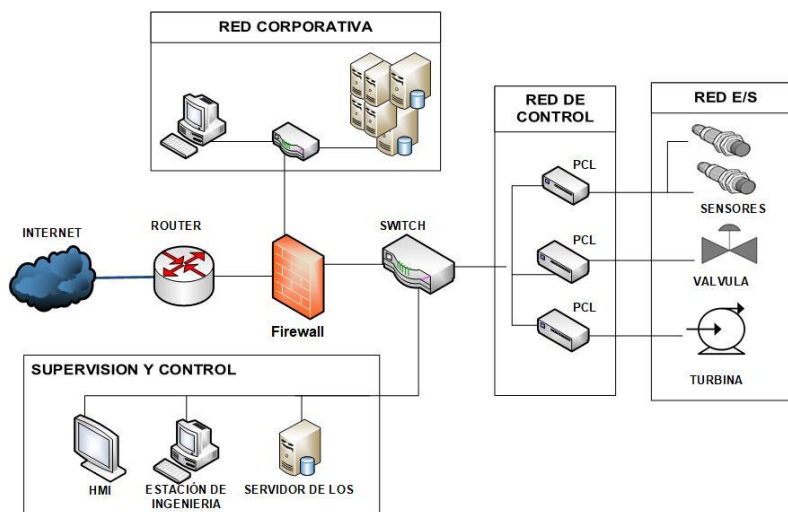 RED CORPORATIVA
RED DE
CONTROL
RED E/S
PCL
SENSORES
INTERNET
ROUTER
SWITCH
PCL
VALVULA
Firewall
PCL
TURBINA
SUPERVISION Y CONTROL
HMI
ESTACIÓN DE
INGENIERIA
SERVIDOR DE LOS